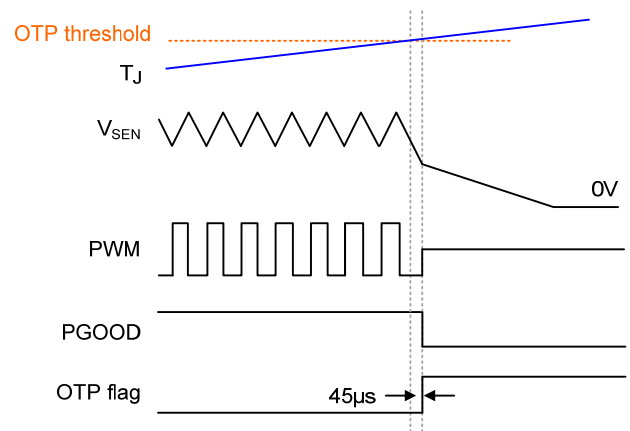 OTP threshold
TJ
VSEN
0V
PWM
PGOOD
OTP flag
45µs